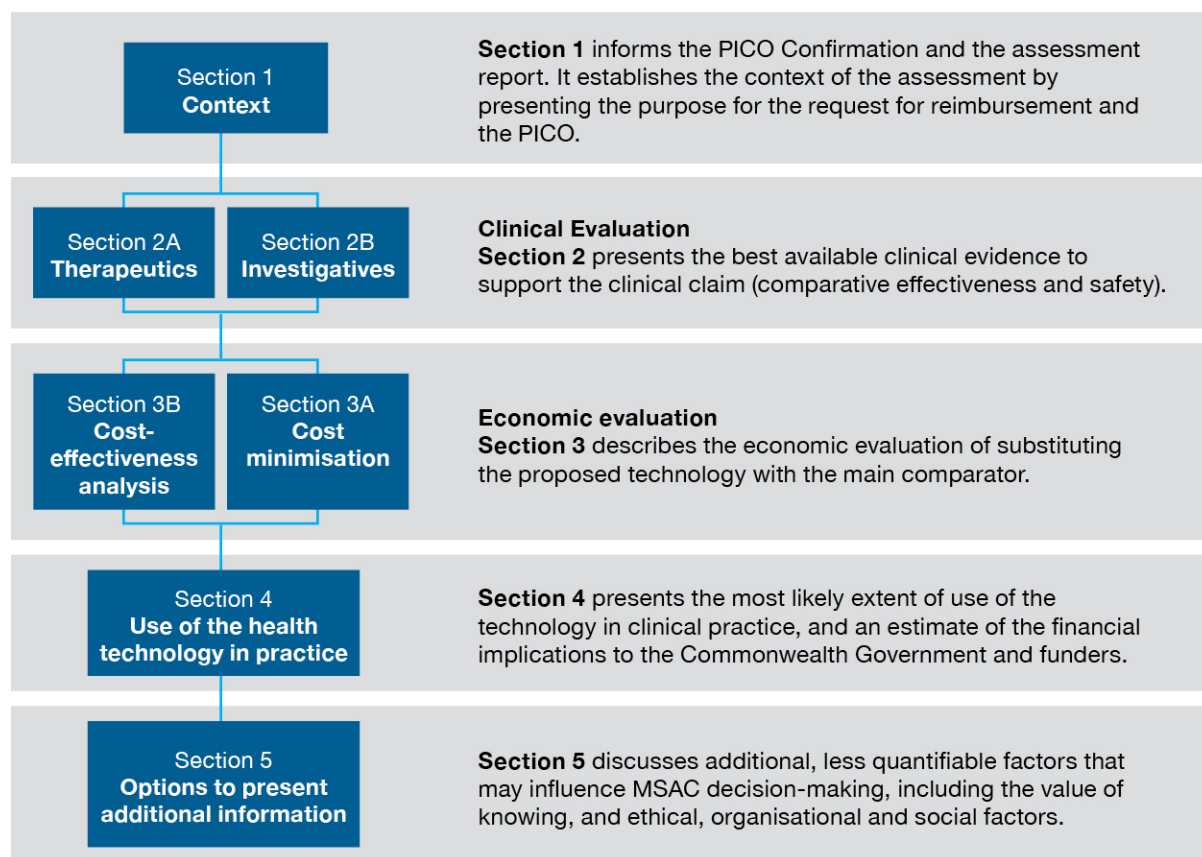 Section 1
Context
Section 1 informs the PICO Confirmation and the assessment
report. It establishes the context of the assessment by
presenting the purpose for the request for reimbursement and
the PICO.
Section 2A
Therapeutics
Section 2B
Investigatives
Clinical Evaluation
Section 2 presents the best available clinical evidence to
support the clinical claim (comparative effectiveness and safety).
Section 3B
Cost-
effectiveness
analysis
Section 3A
Cost
minimisation
Economic evaluation
Section 3 describes the economic evaluation of substituting
the proposed technology with the main comparator.
Section 4
Use of the health
technology in practice
Section 4 presents the most likely extent of use of the
technology in clinical practice, and an estimate of the financial
implications to the Commonwealth Government and funders.
Section 5
Options to present
additional information
Section 5 discusses additional, less quantifiable factors that
may influence MSAC decision-making, including the value of
knowing, and ethical, organisational and social factors.